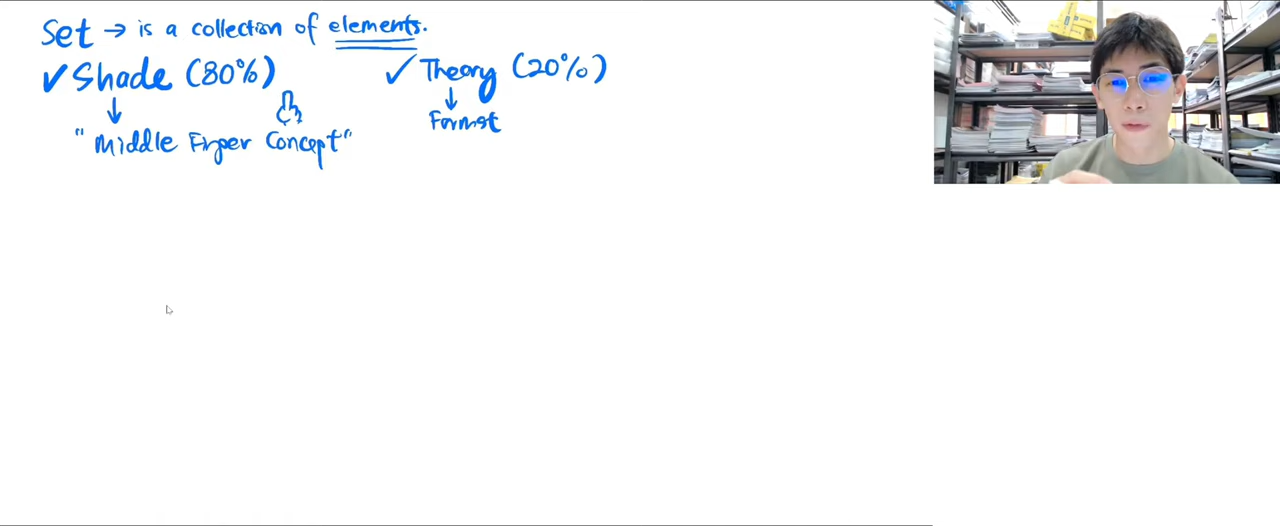 Set → is a collection of elements.
✓ Shade (80%) ✓ Theory (20%)
↓ ↓
Format
"Middle Finger Concept"